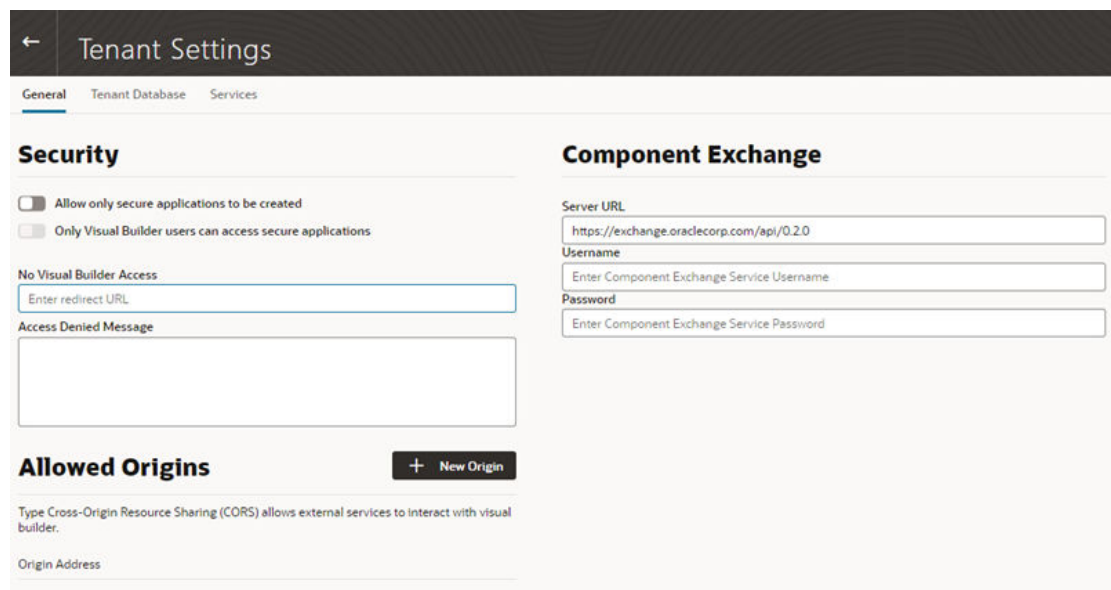 Tenant Settings
General Tenant Database Services
Security
Allow only secure applications to be created
Only Visual Builder users can access secure applications
No Visual Builder Access
Enter redirect URL
Access Denied Message
Allowed Origins
+ New Origin
Type Cross-Origin Resource Sharing (CORS) allows external services to interact with visual
builder.
Origin Address
Component Exchange
Server URL
https://exchange.oraclecorp.com/api/0.2.0
Username
Enter Component Exchange Service Username
Password
Enter Component Exchange Service Password